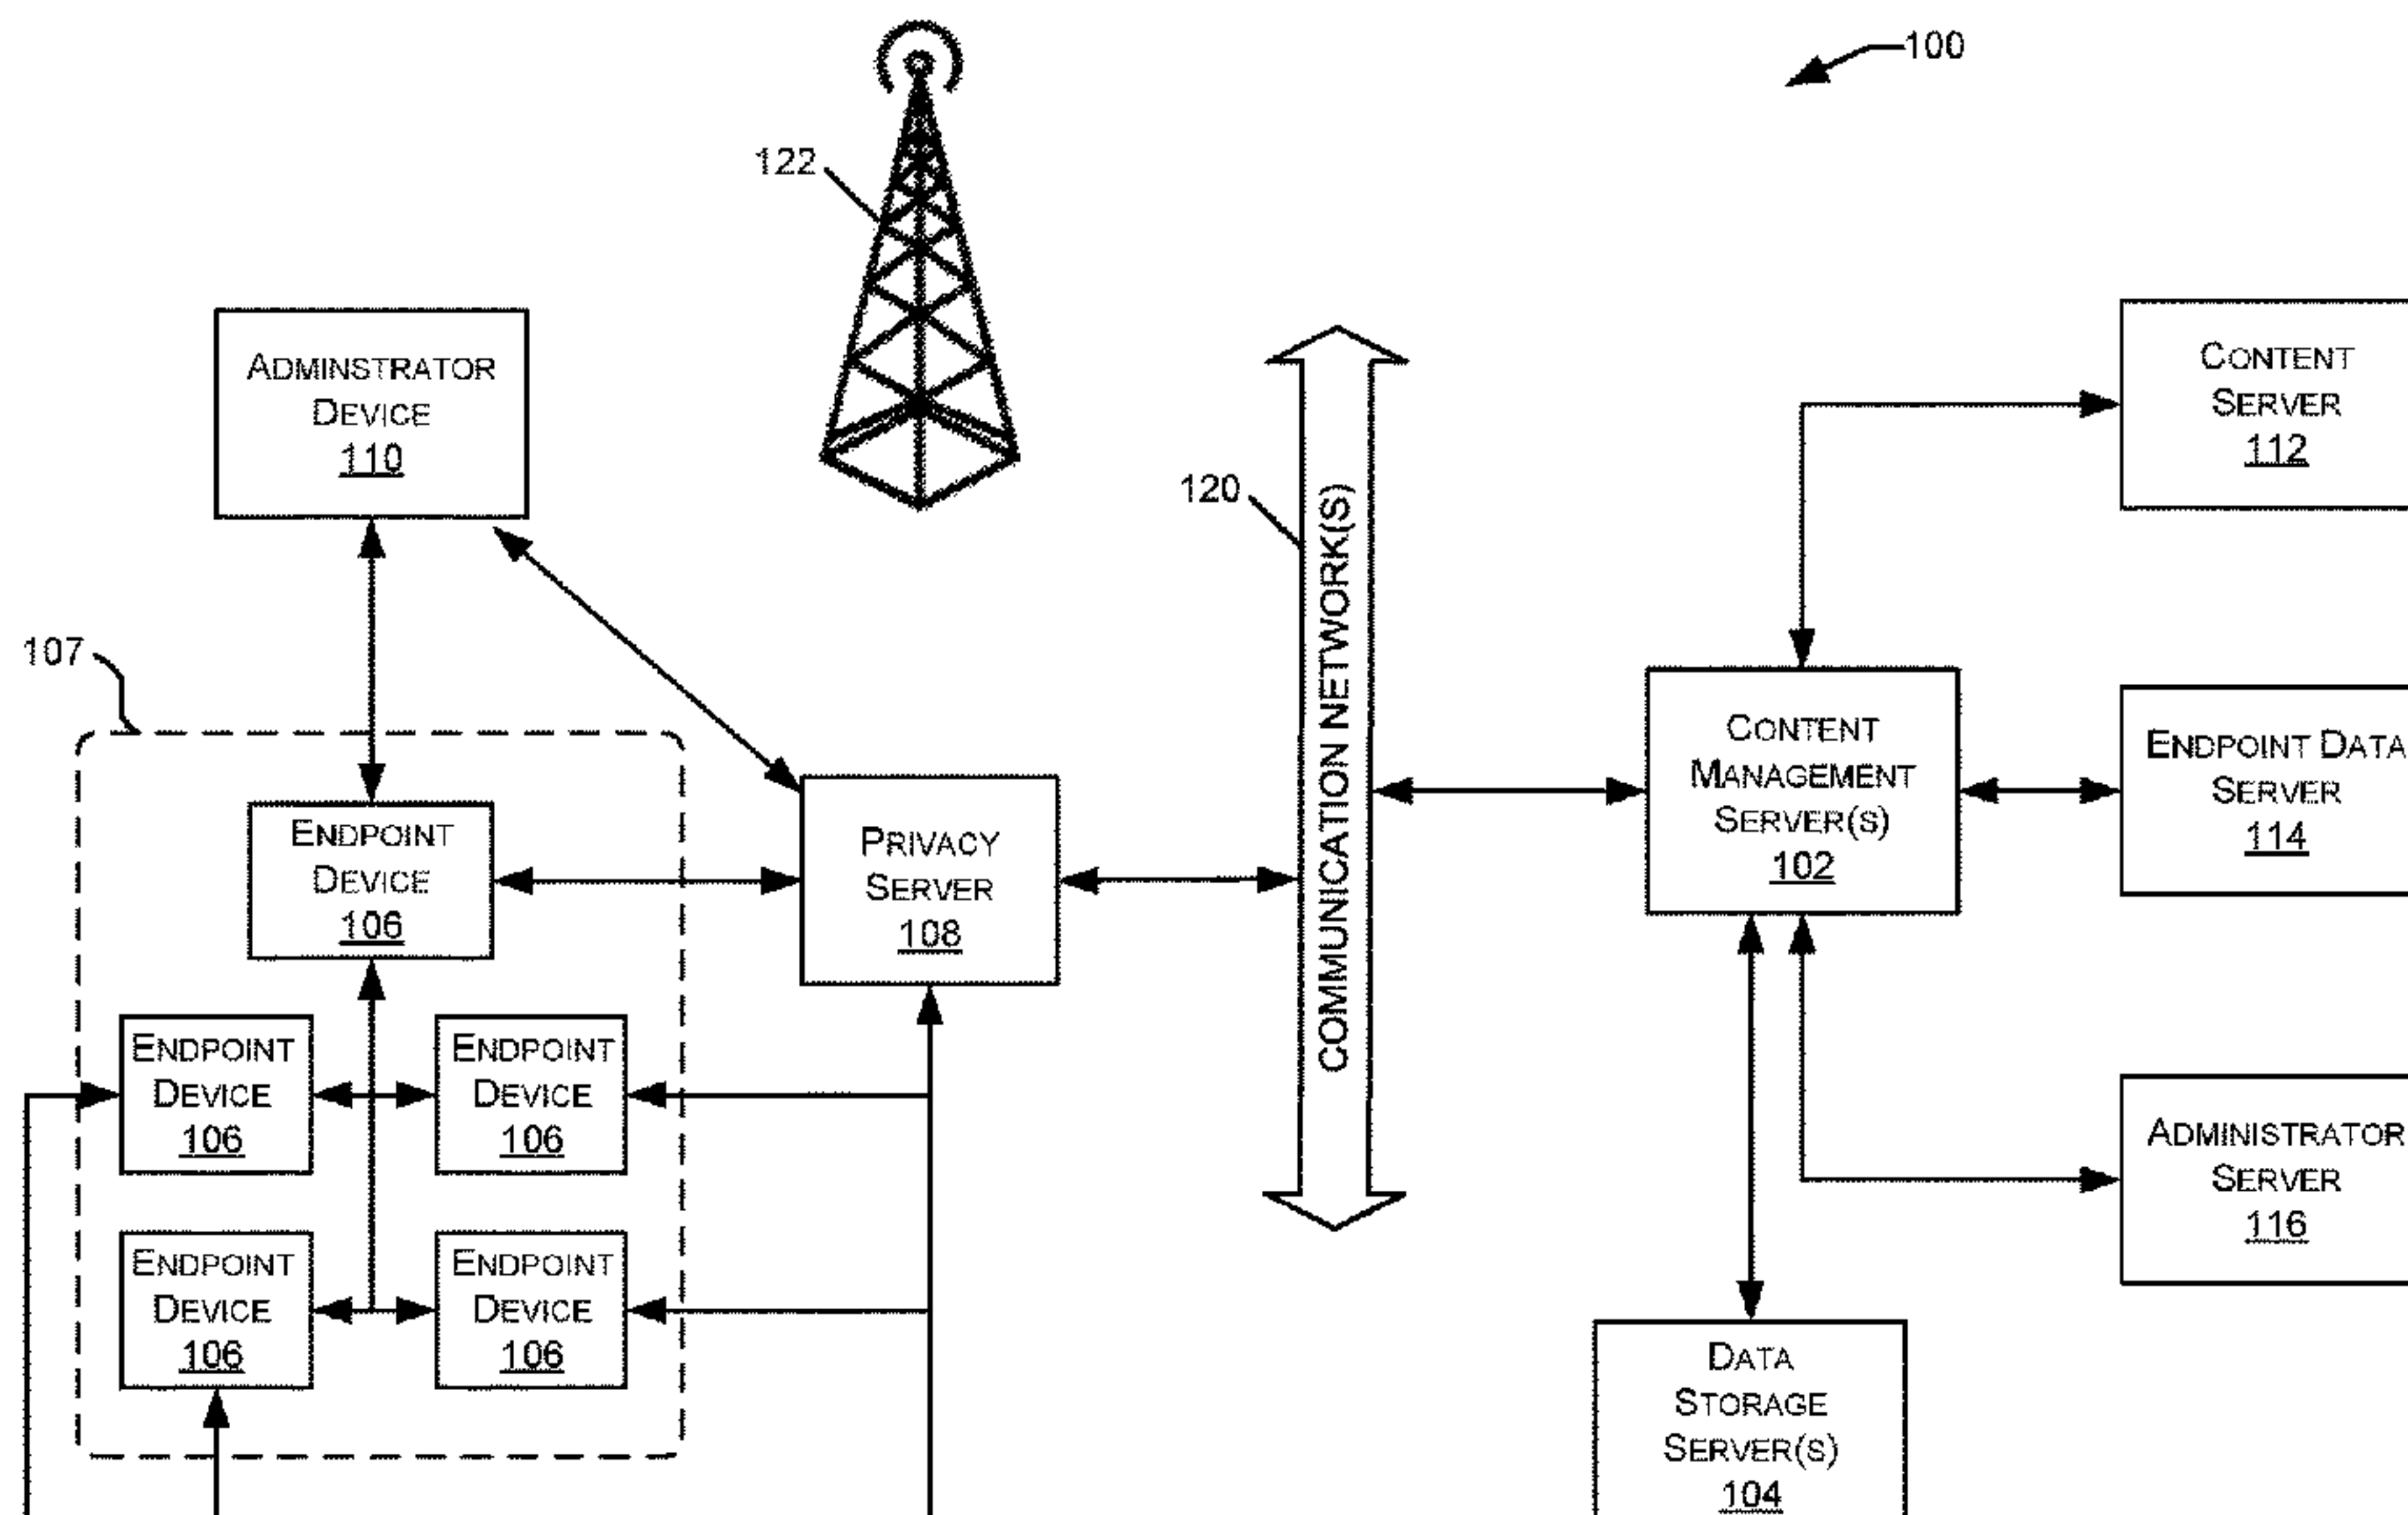 100
122
ADMINSTRATOR
DEVICE
110
CONTENT
SERVER
112
120
COMMUNICATION NETWORK(S)
107
CONTENT
MANAGEMENT
SERVER(S)
102
ENDPOINT DATA
SERVER
114
ENDPOINT
DEVICE
106
PRIVACY
SERVER
108
ENDPOINT
DEVICE
106
ENDPOINT
DEVICE
106
ADMINISTRATOR
SERVER
116
ENDPOINT
DEVICE
106
ENDPOINT
DEVICE
106
DATA
STORAGE
SERVER(S)
104